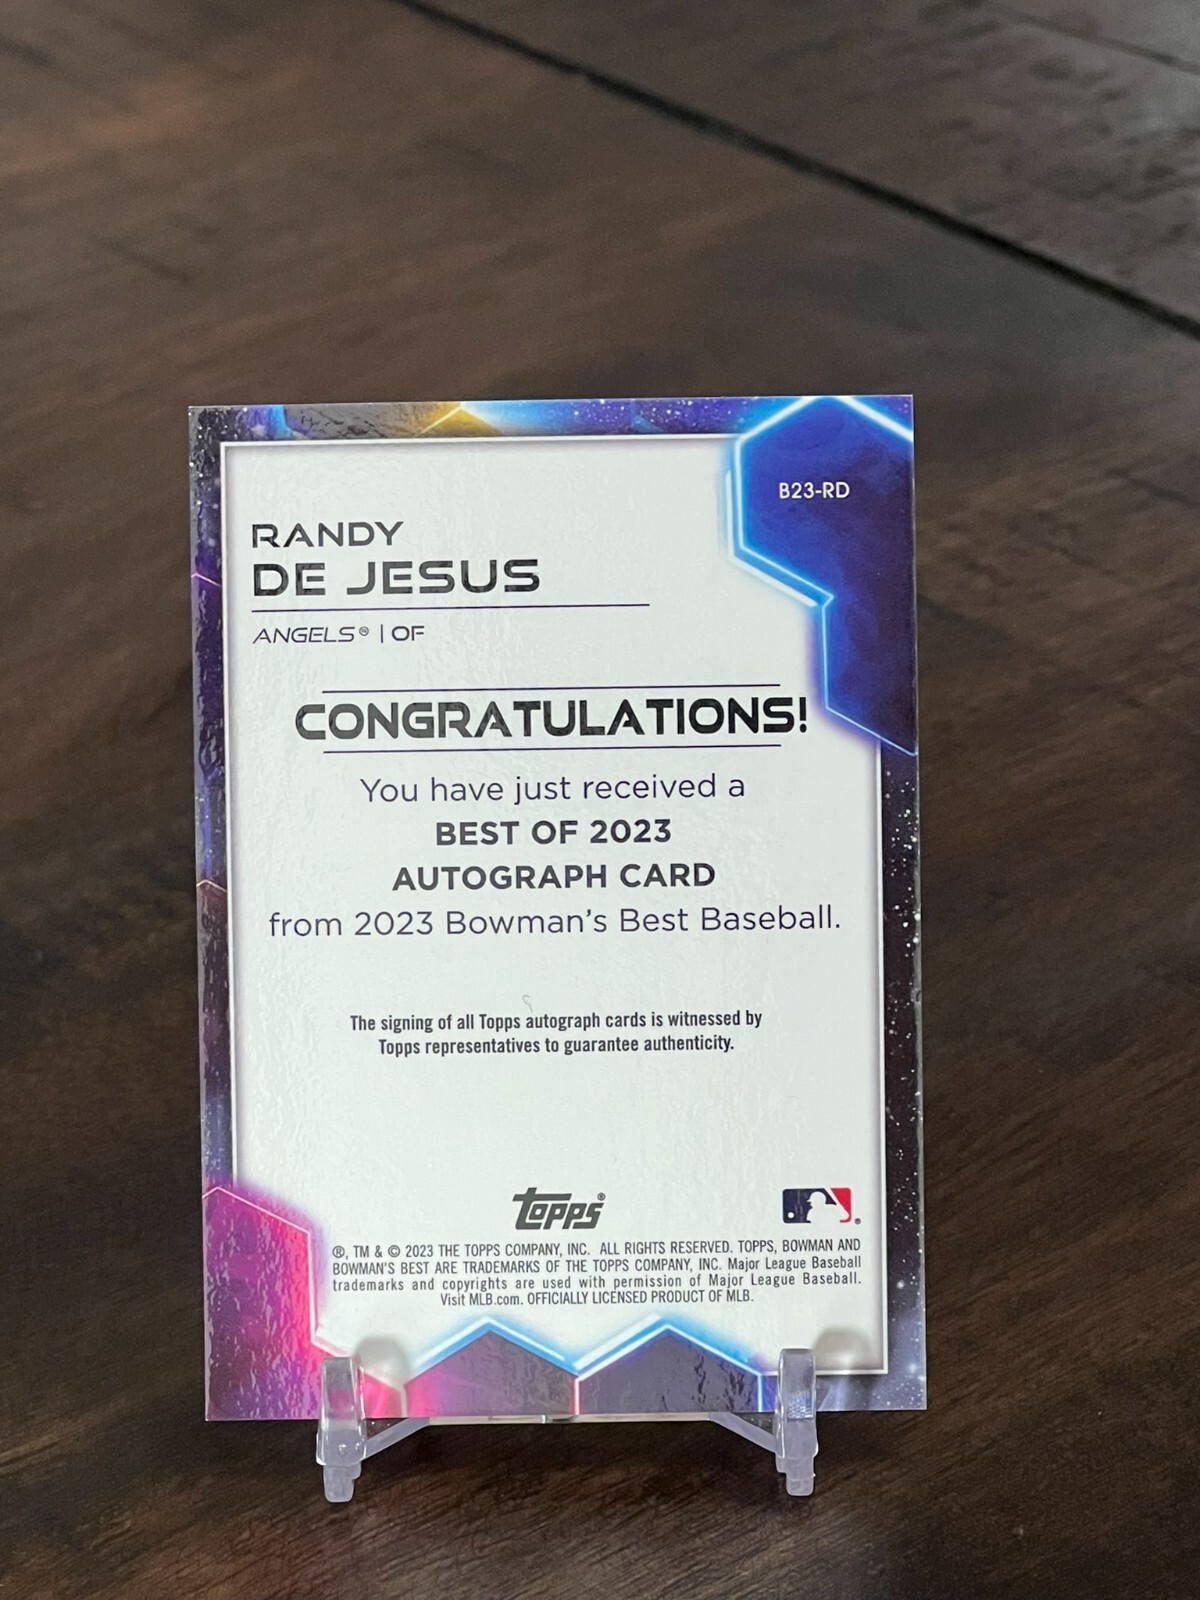 B23-RD
RANDY
DE JESUS
ANGELS® | OF
CONGRATULATIONS!
You have just received a
BEST OF 2023
AUTOGRAPH CARD
from 2023 Bowman's Best Baseball.
The signing of all Topps autograph cards is witnessed by
Topps representatives to guarantee authenticity.
topps®
®, TM & © 2023 THE TOPPS COMPANY, INC. ALL RIGHTS RESERVED. TOPPS, BOWMAN AND
BOWMAN'S BEST ARE TRADEMARKS OF THE TOPPS COMPANY, INC. Major League Baseball
trademarks and copyrights are used with permission of Major League Baseball.
Visit MLB.com. OFFICIALLY LICENSED PRODUCT OF MLB.